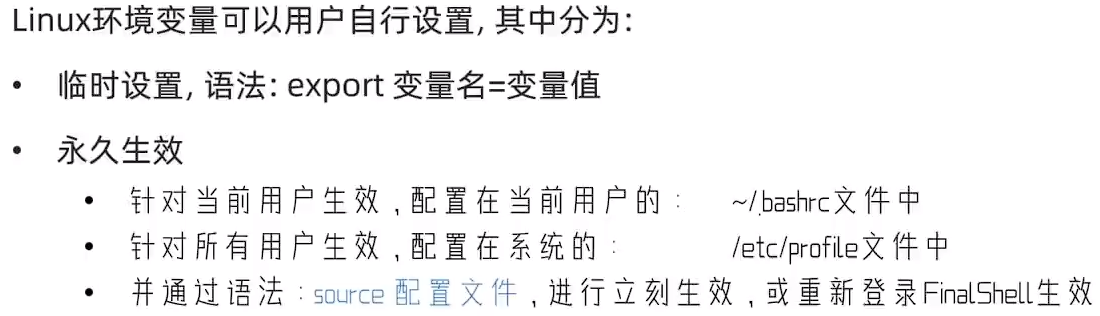 Linux环境变量可以用户自行设置, 其中分为:
• 临时设置, 语法: export 变量名=变量值
• 永久生效
• 针对当前用户生效,配置在当前用户的: ~/.bashrc文件中
• 针对所有用户生效,配置在系统的: /etc/profile文件中
• 并通过语法:source 配置文件,进行立刻生效,或重新登录FinalShell生效